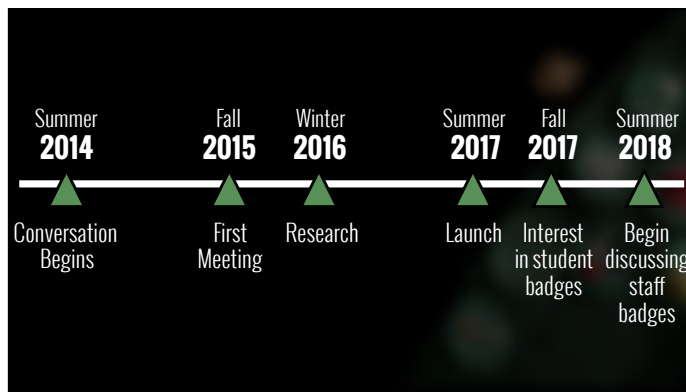 Summer
2014
Conversation
Begins
Fall
2015
First
Meeting
Winter
2016
Research
Summer
2017
Launch
Fall
2017
Interest
in student
badges
Summer
2018
Begin
discussing
staff
badges